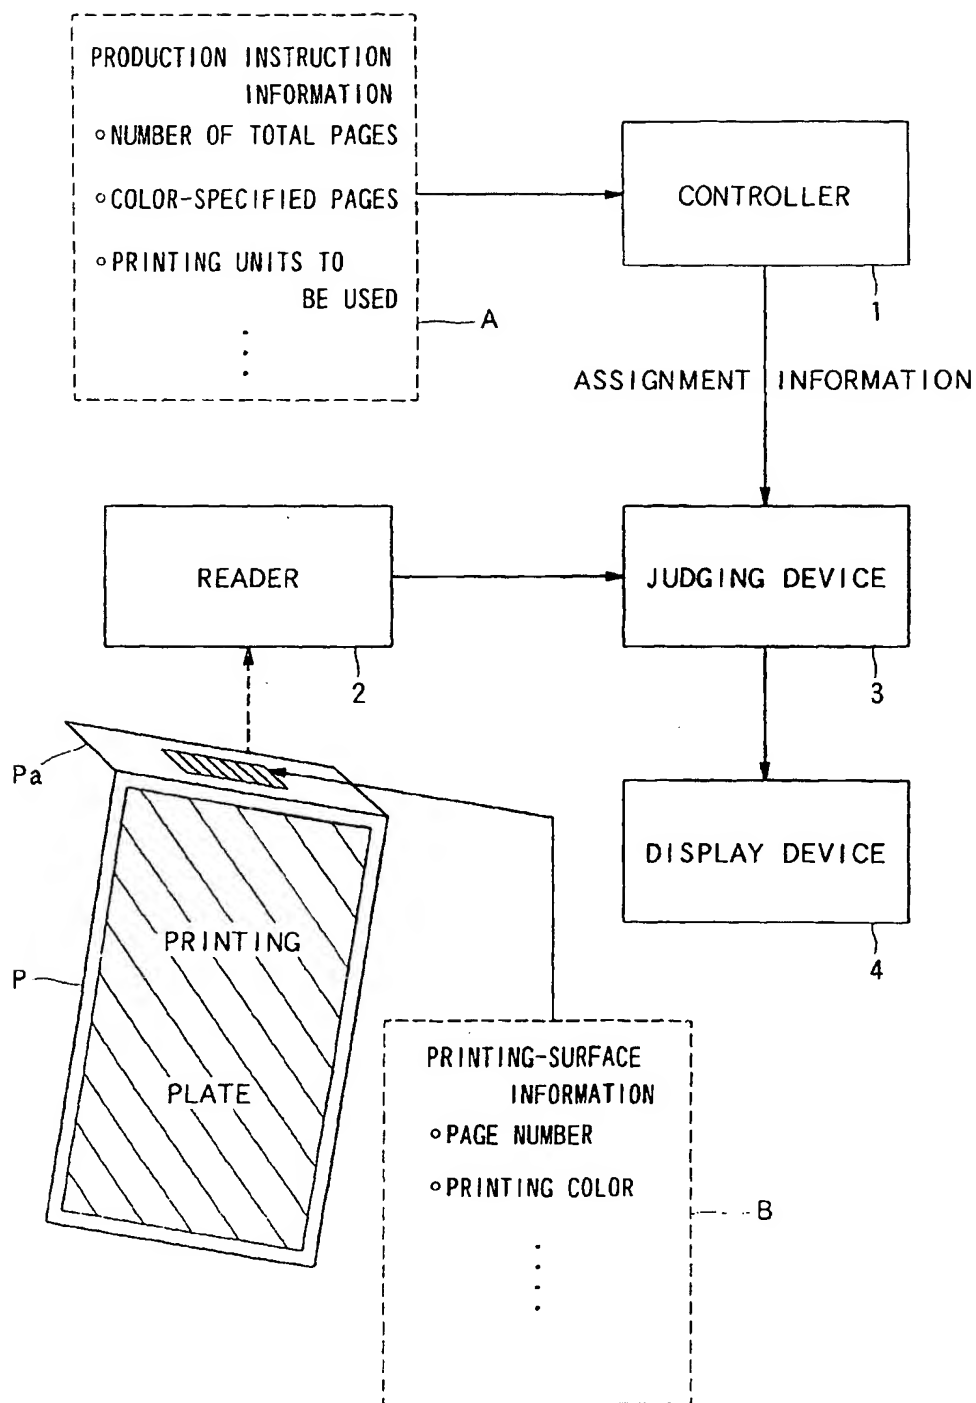 PRODUCTION INSTRUCTION
INFORMATION
○NUMBER OF TOTAL PAGES
○COLOR-SPECIFIED PAGES
○PRINTING UNITS TO
BE USED
A
CONTROLLER
1
ASSIGNMENT INFORMATION
READER
2
JUDGING DEVICE
3
Pa
DISPLAY DEVICE
4
PRINTING
P
PLATE
PRINTING-SURFACE
INFORMATION
○PAGE NUMBER
○PRINTING COLOR
B